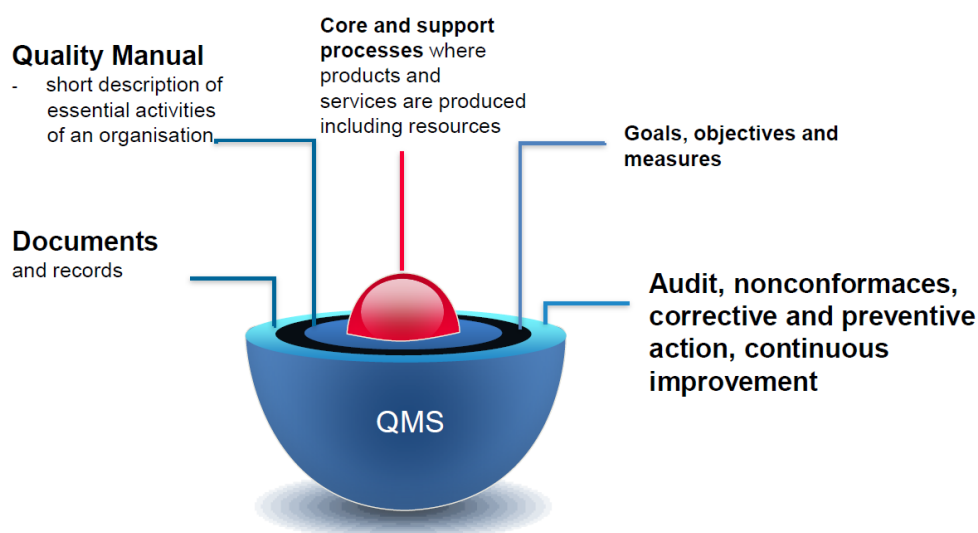 Quality Manual
- short description of
essential activities
of an organisation
Core and support
processes where
products and
services are produced
including resources
Goals, objectives and
measures
Documents
and records
Audit, nonconformaces,
corrective and preventive
action, continuous
improvement
QMS